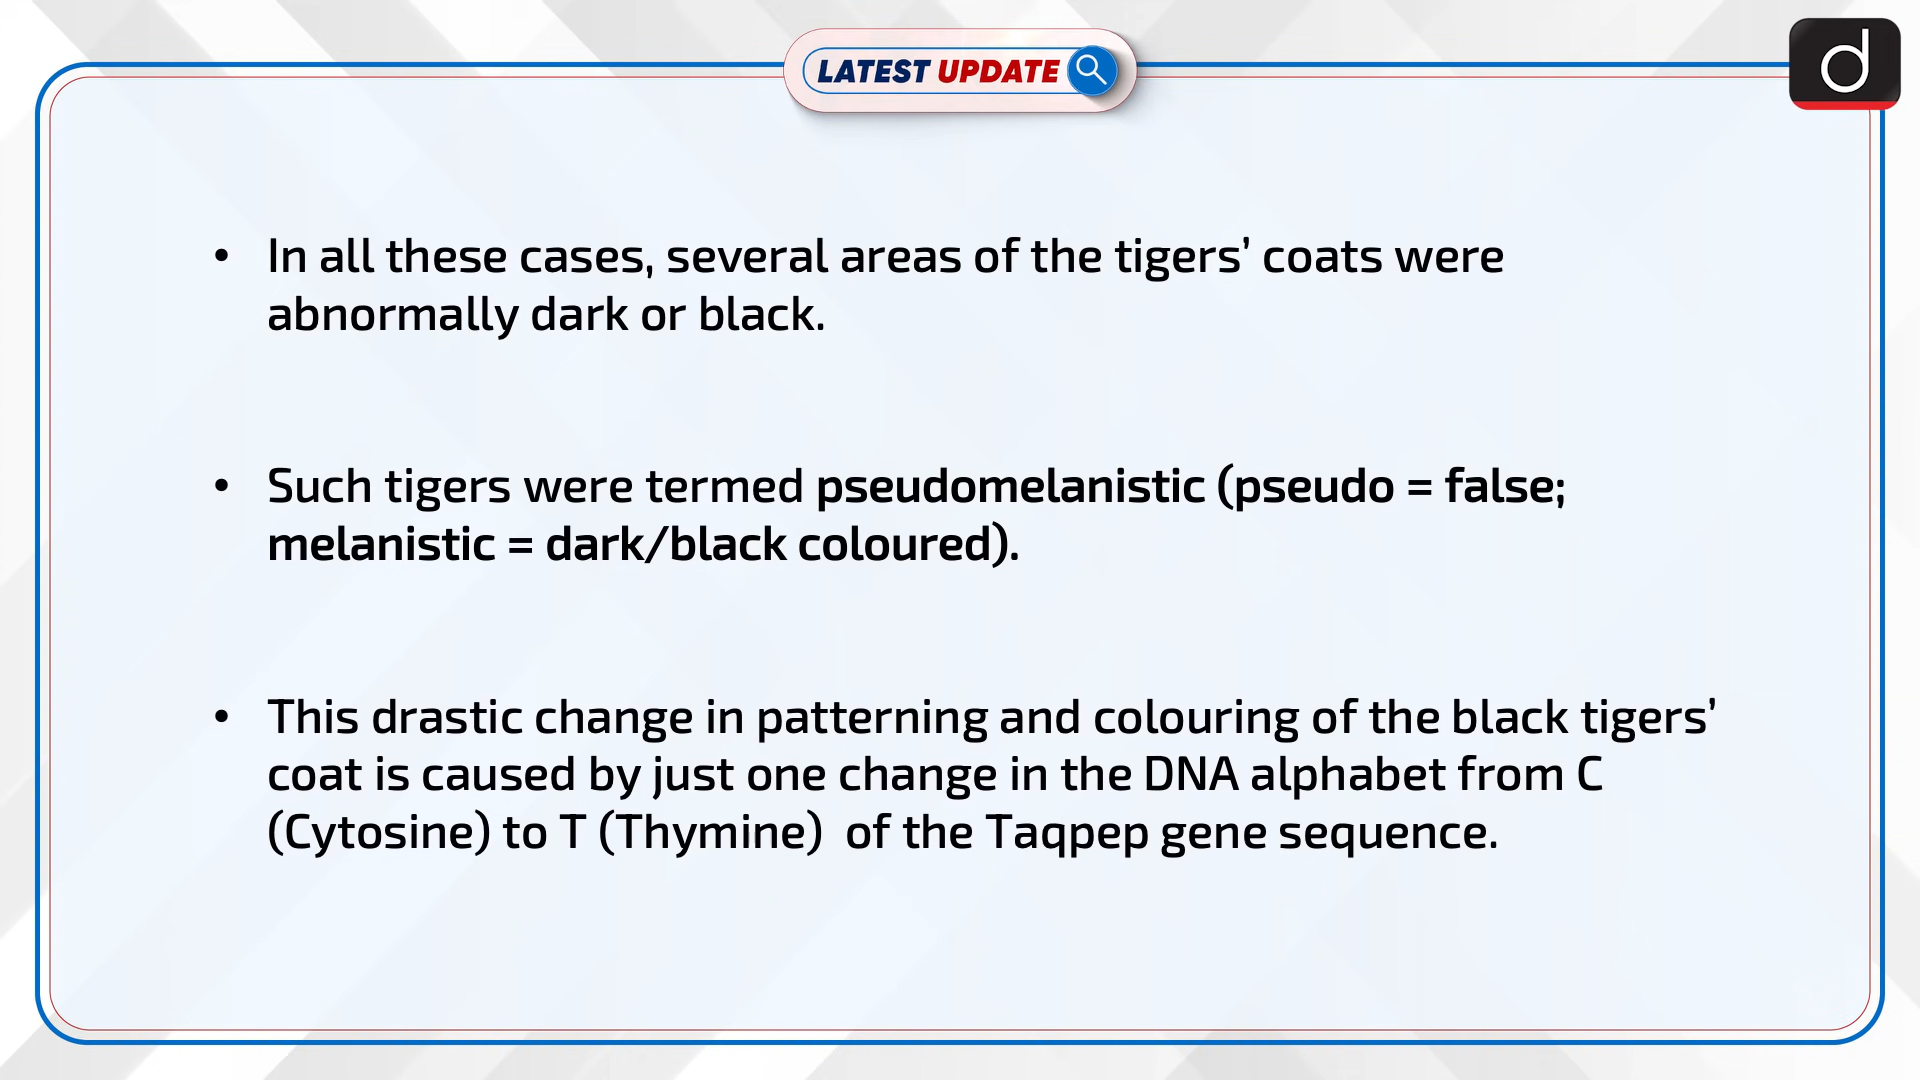 LATEST UPDATE
d
• In all these cases, several areas of the tigers’ coats were
abnormally dark or black.
• Such tigers were termed pseudomelanistic (pseudo = false;
melanistic = dark/black coloured).
• This drastic change in patterning and colouring of the black tigers’
coat is caused by just one change in the DNA alphabet from C
(Cytosine) to T (Thymine)  of the Taqpep gene sequence.